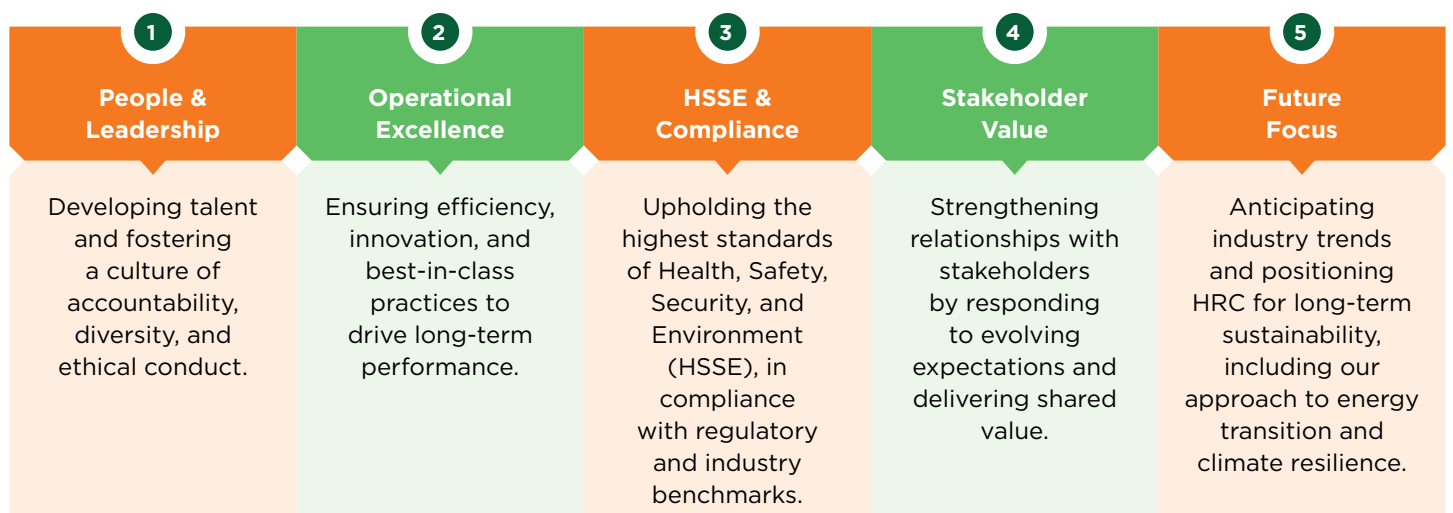 1
People &
Leadership
Developing talent
and fostering
a culture of
accountability,
diversity, and
ethical conduct.
2
Operational
Excellence
Ensuring efficiency,
innovation, and
best-in-class
practices to
drive long-term
performance.
3
HSSE &
Compliance
Upholding the
highest standards
of Health, Safety,
Security, and
Environment
(HSSE), in
compliance
with regulatory
and industry
benchmarks.
4
Stakeholder
Value
Strengthening
relationships with
stakeholders
by responding
to evolving
expectations and
delivering shared
value.
5
Future
Focus
Anticipating
industry trends
and positioning
HRC for long-term
sustainability,
including our
approach to energy
transition and
climate resilience.